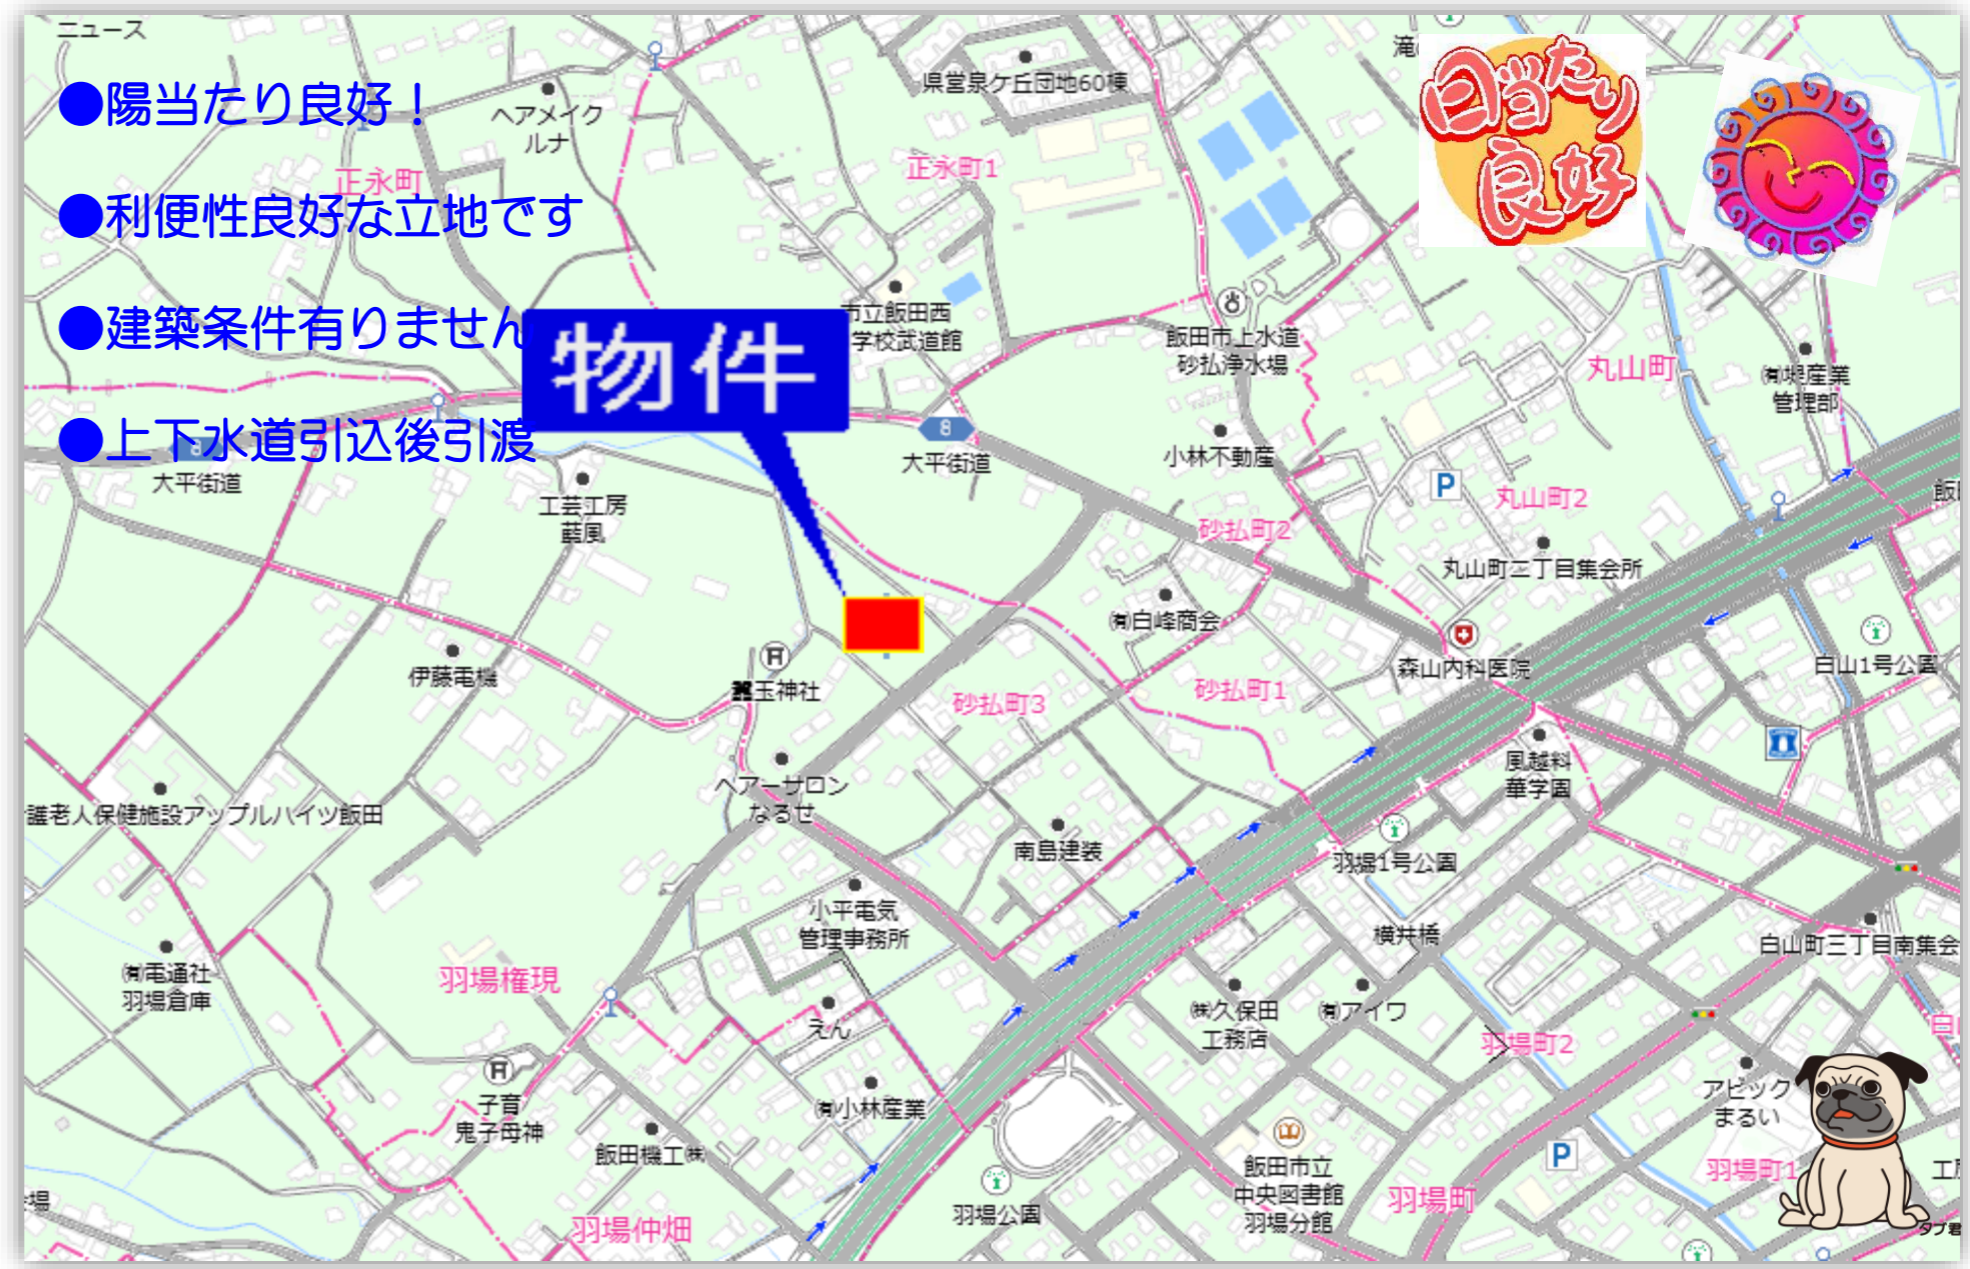 ニュース
●陽当たり良好！
●利便性良好な立地です
●建築条件有りません
●上下水道引込後引渡
日当たり
良好
物件
ヘアメイク
ルナ
正永町
県営泉ケ丘団地60棟
正永町1
市立飯田西
学校武道館
飯田市上水道
砂払浄水場
丸山町
㈲堤産業
管理部
8
大平街道
8
大平街道
小林不動産
P
丸山町2
工芸工房
藍風
砂払町2
丸山町二丁目集会所
㈲白峰商会
森山内科医院
白山1号公園
伊藤電機
玉神社
砂払町3
砂払町1
風越料
華学園
ヘアーサロン
なるせ
護老人保健施設アップルハイツ飯田
南島建装
羽場1号公園
小平電気
管理事務所
横井橋
白山町三丁目南集会
㈲電通社
羽場倉庫
羽場権現
えん
㈱久保田
工務店
㈲アイワ
羽場町2
子育
鬼子母神
㈲小林産業
アビック
まるい
飯田機工㈱
飯田市立
中央図書館
羽場分館
P
羽場町1
羽場町
羽場公園
羽場仲畑